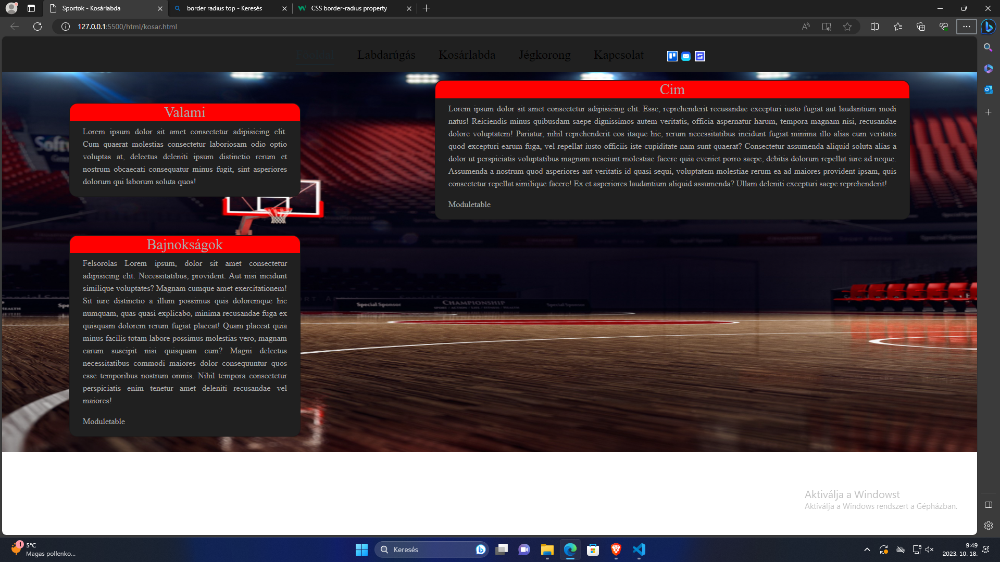 Sportok - Kosárlabda
border radius top - Keresés
CSS border-radius property
127.0.0.1:5500/html/kosar.html
Főoldal
Labdarúgás
Kosárlabda
Jégkorong
Kapcsolat
Valami
Lorem ipsum dolor sit amet consectetur adipisicing elit.
Cum quaerat molestias consectetur laboriosam odio optio
voluptas at, delectus deleniti ipsum distinctio rerum et
nostrum obcaecati consequatur minus fugit, sint asperiores
dolorum qui laborum soluta quos!
Cim
Lorem ipsum dolor sit amet consectetur adipisicing elit. Esse, reprehenderit recusandae excepturi iusto fugiat aut laudantium modi
natus! Reiciendis minus quibusdam saepe dignissimos autem veritatis, officia aspernatur harum, tempora magnam nisi, recusandae
dolore voluptatem! Pariatur, nihil reprehenderit eos itaque hic, rerum necessitatibus incidunt fugiat minima illo alias cum veritatis
quod excepturi earum fuga, vel repellat iusto officiis iste cupiditate nam sunt quaerat? Consectetur assumenda aliquid soluta alias a
dolor ut perspiciatis voluptatibus magnam nesciunt molestiae facere quia eveniet porro saepe, debitis dolorum repellat iure ad neque.
Assumenda a nostrum quod asperiores aut veritatis id quasi sequi, voluptatem molestiae rerum ea ad maiores provident ipsam, quis
consectetur repellat similique facere! Ex et asperiores laudantium aliquid assumenda? Ullam deleniti excepturi saepe reprehenderit!
Moduletable
Bajnokságok
Felsorolas Lorem ipsum, dolor sit amet consectetur
adipisicing elit. Necessitatibus, provident. Aut nisi incidunt
similique voluptates? Magnam cumque amet exercitationem!
Sit iure distinctio a illum possimus quis doloremque hic
numquam, quas quasi explicabo, minima recusandae fuga ex
quisquam dolorem rerum fugiat placeat! Quam placeat quia
minus facilis totam labore possimus molestias vero, magnam
earum suscipit nisi quisquam cum? Magni delectus
necessitatibus commodi maiores dolor consequuntur quos
esse temporibus nostrum omnis. Nihil tempora consectetur
perspiciatis enim tenetur amet deleniti recusandae vel
maiores!
Moduletable
Special Sponsor
CHAMPIONSHIP
SPORT / ACTION / LIFE / FITNESS / HEALTH
Special Sponsor
Aktiválja a Windowst
Aktiválja a Windows rendszert a Gépházban.
1
5°C
Magas pollenko...
Keresés
9:49
2023. 10. 18.